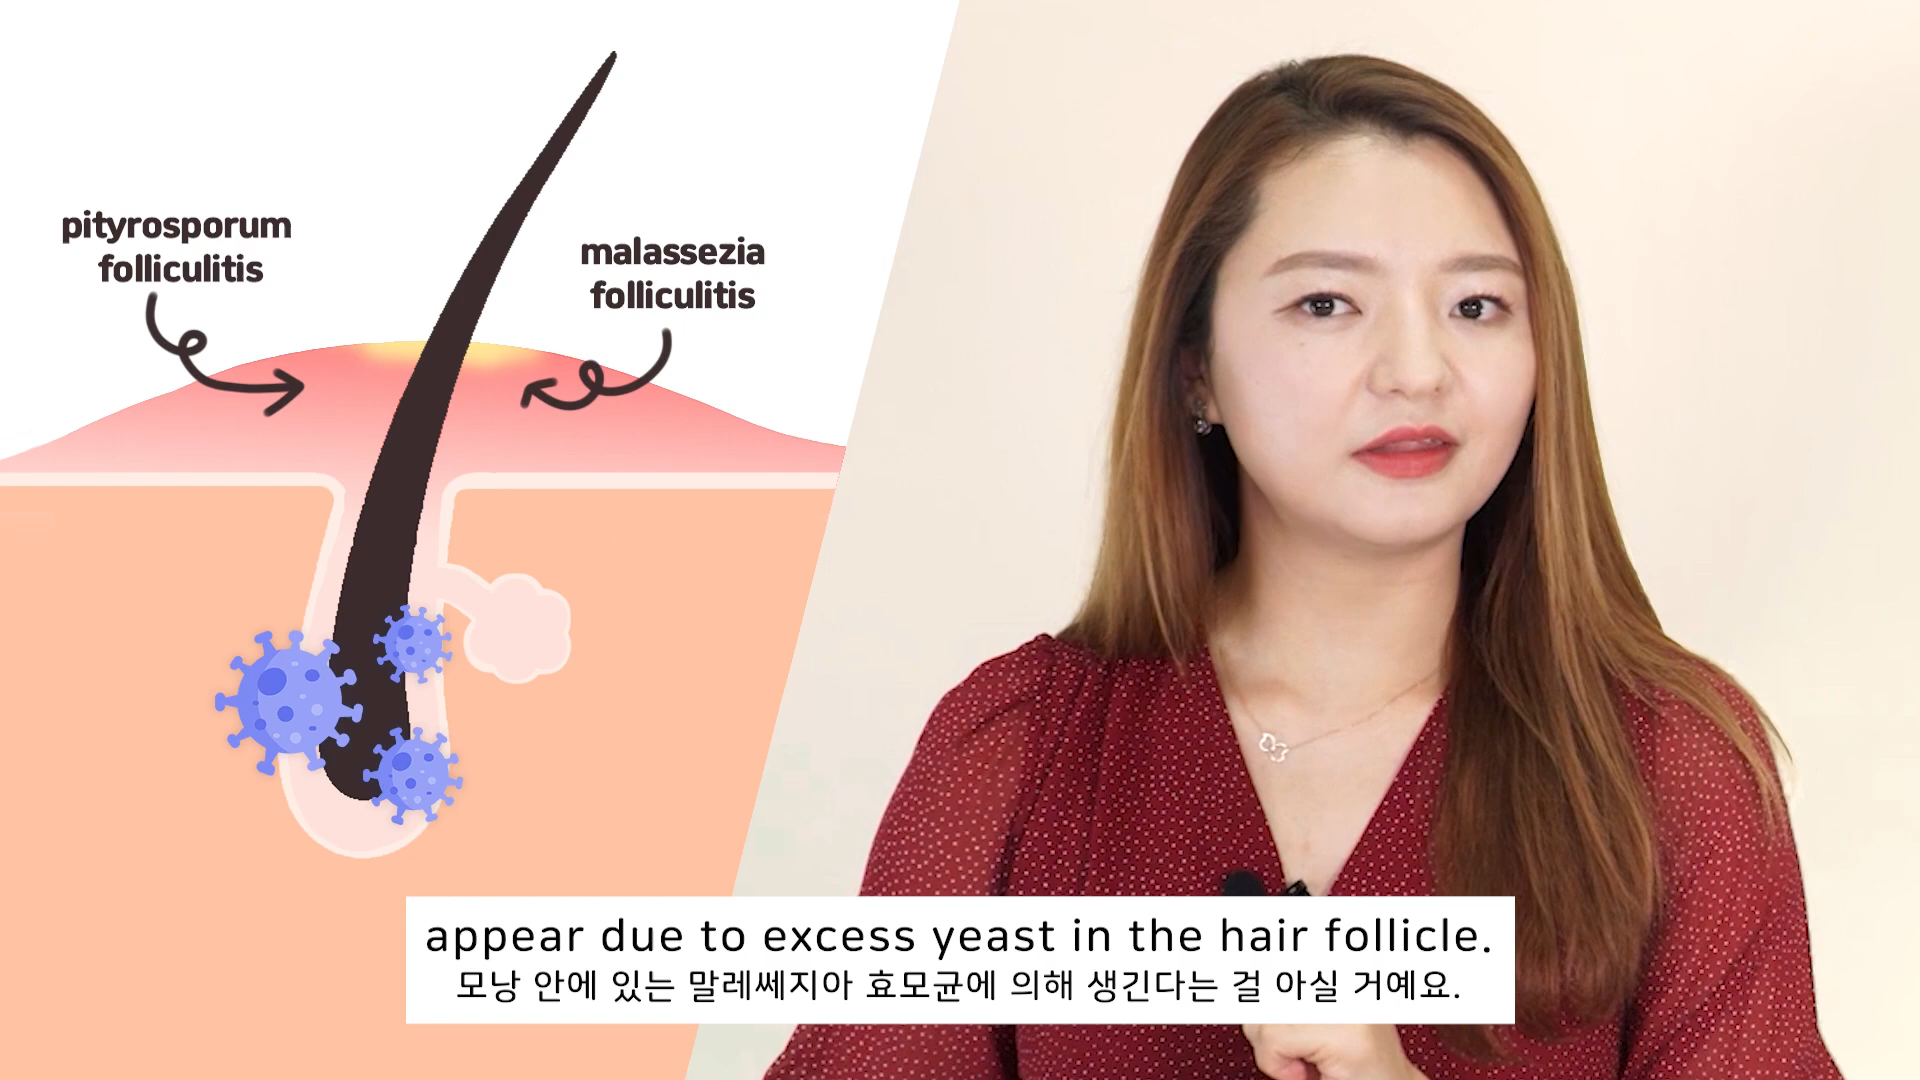 pityrosporum
folliculitis
malassezia
folliculitis
appear due to excess yeast in the hair follicle.
모낭 안에 있는 말레쎄지아 효모균에 의해 생긴다는 걸 아실 거예요.